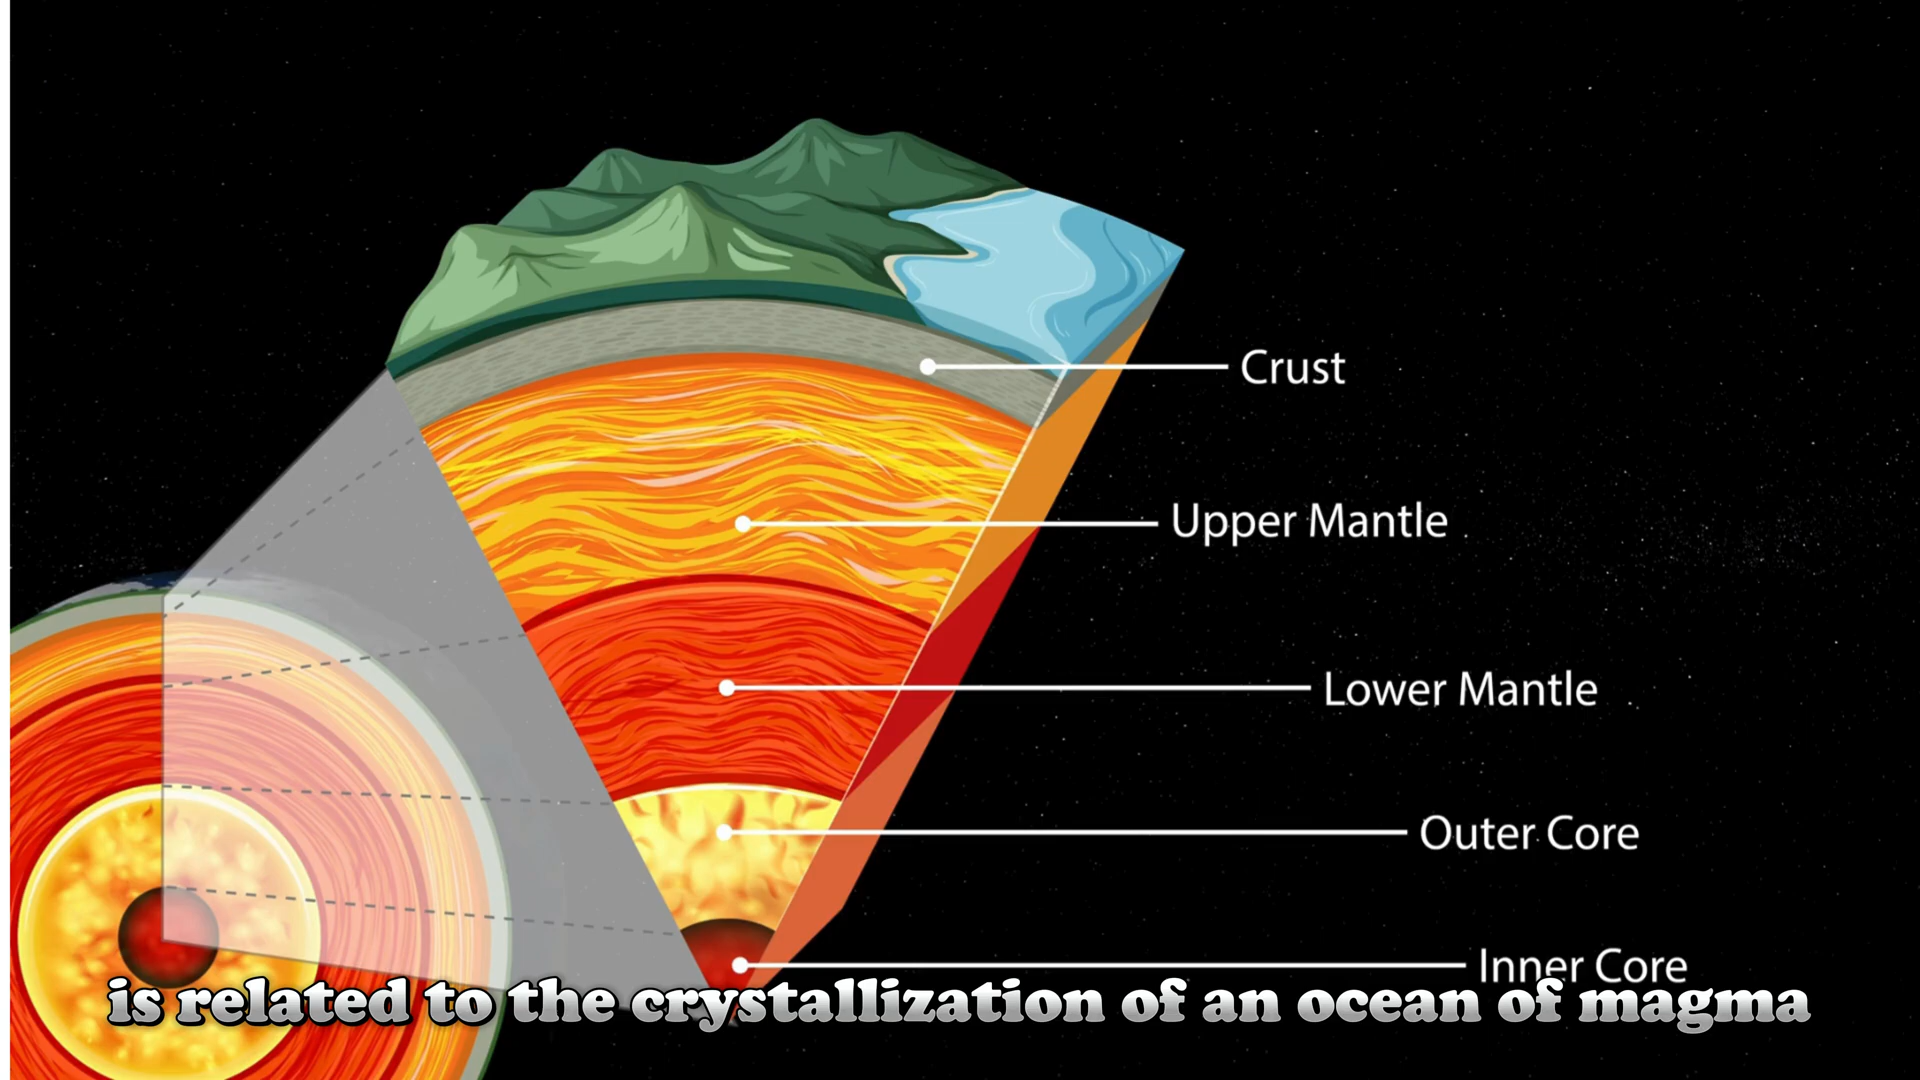 Crust
Upper Mantle
Lower Mantle
Outer Core
Inner Core
is related to the crystallization of an ocean of magma